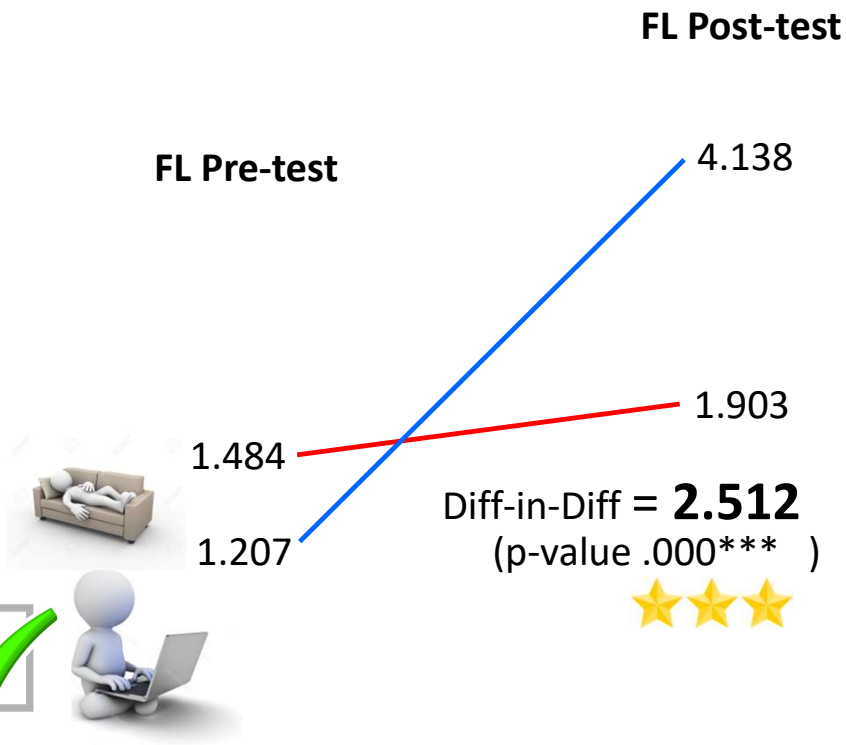 FL Post-test
FL Pre-test
4.138
1.903
1.484
1.207
Diff-in-Diff = 2.512
(p-value .000*** )